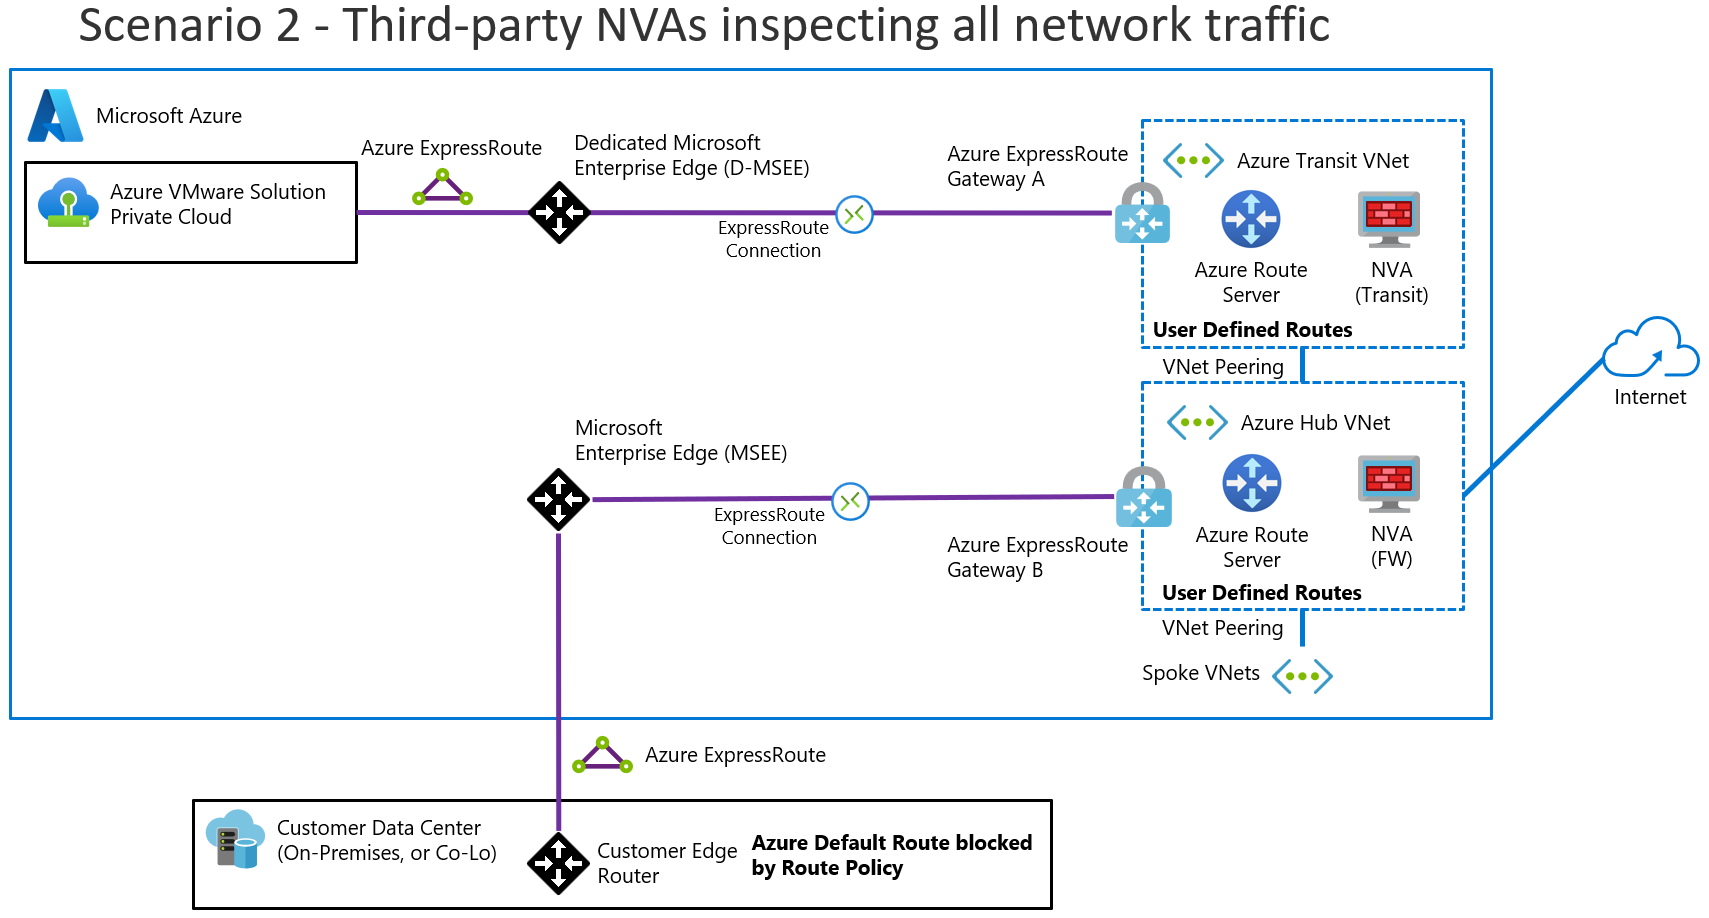 Scenario 2 - Third-party NVAs inspecting all network traffic
Microsoft Azure
Azure VMware Solution
Private Cloud
Azure ExpressRoute
Dedicated Microsoft
Enterprise Edge (D-MSEE)
ExpressRoute
Connection
Azure ExpressRoute
Gateway A
Azure Transit VNet
Azure Route
Server
NVA
(Transit)
User Defined Routes
VNet Peering
Internet
Microsoft
Enterprise Edge (MSEE)
ExpressRoute
Connection
Azure ExpressRoute
Gateway B
Azure Hub VNet
Azure Route
Server
NVA
(FW)
User Defined Routes
VNet Peering
Spoke VNets
Azure ExpressRoute
Customer Data Center
(On-Premises, or Co-Lo)
Customer Edge
Router
Azure Default Route blocked
by Route Policy